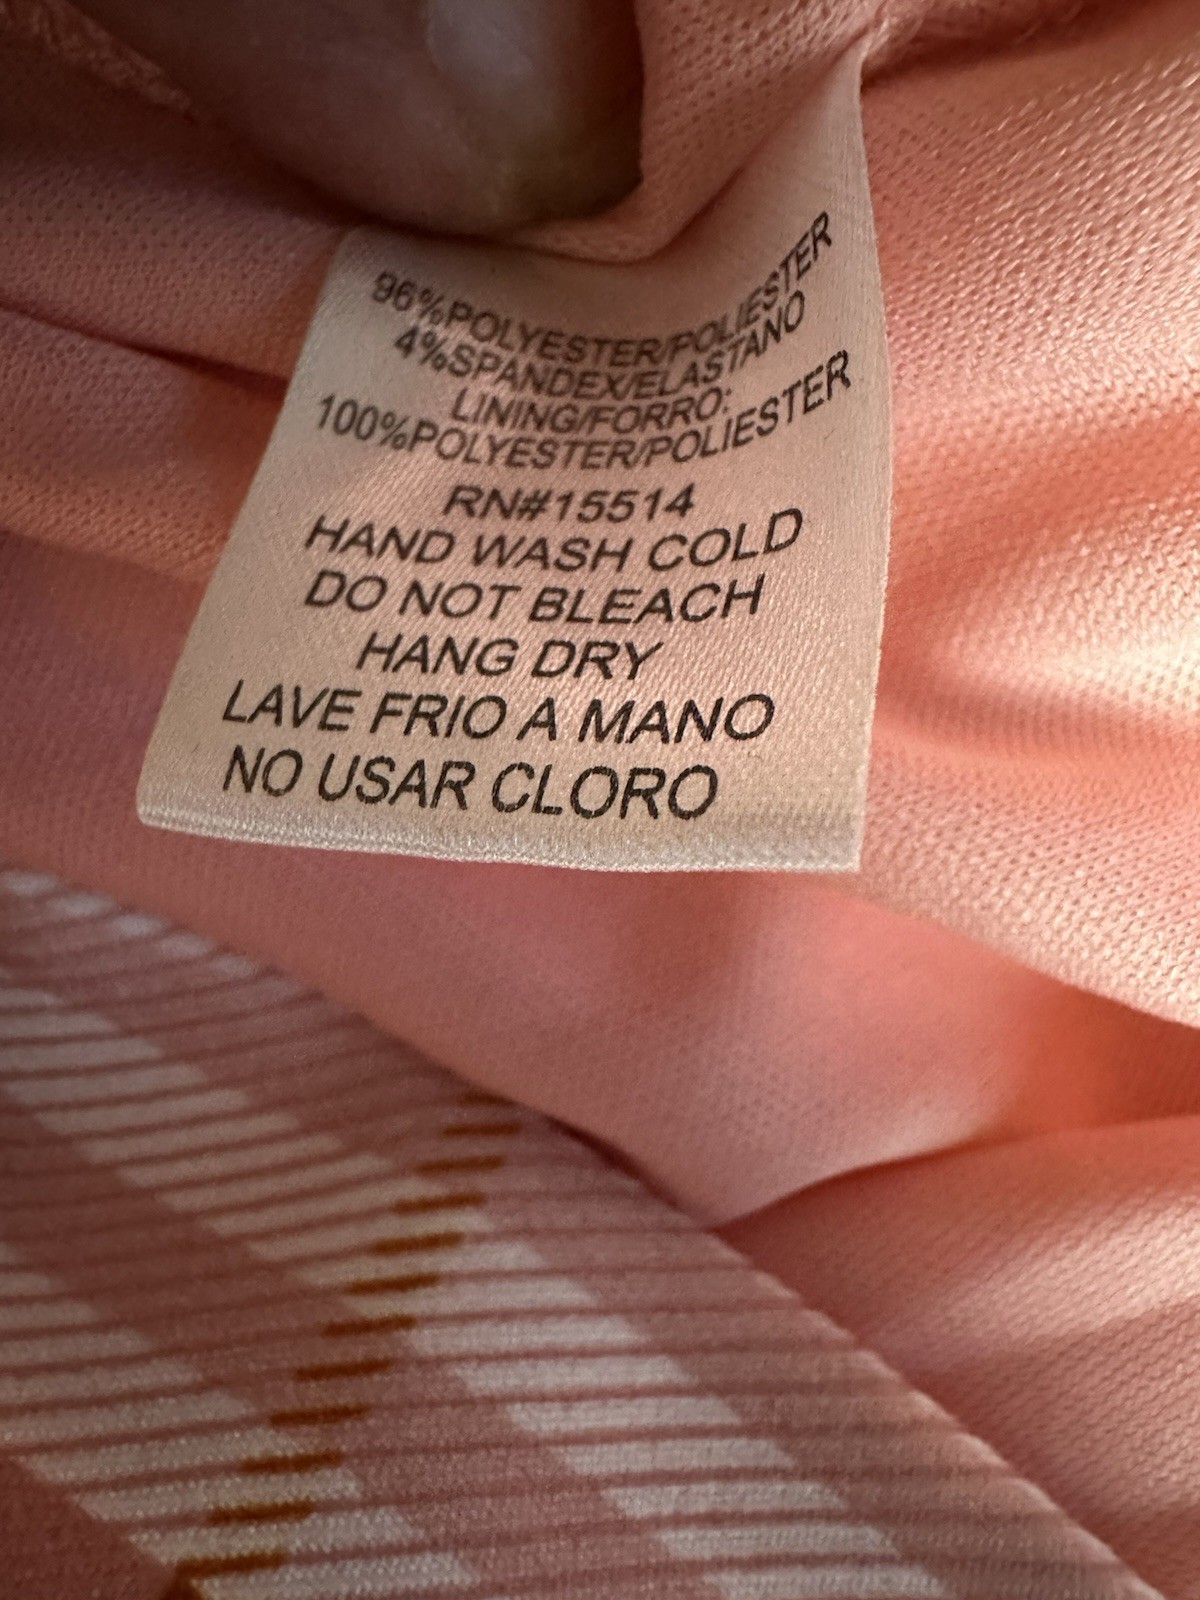 96%POLYESTER/POLIESTER
4%SPANDEX/ELASTANO
LINING/FORRO:
100%POLYESTER/POLIESTER
RN#15514
HAND WASH COLD
DO NOT BLEACH
HANG DRY
LAVE FRIO A MANO
NO USAR CLORO